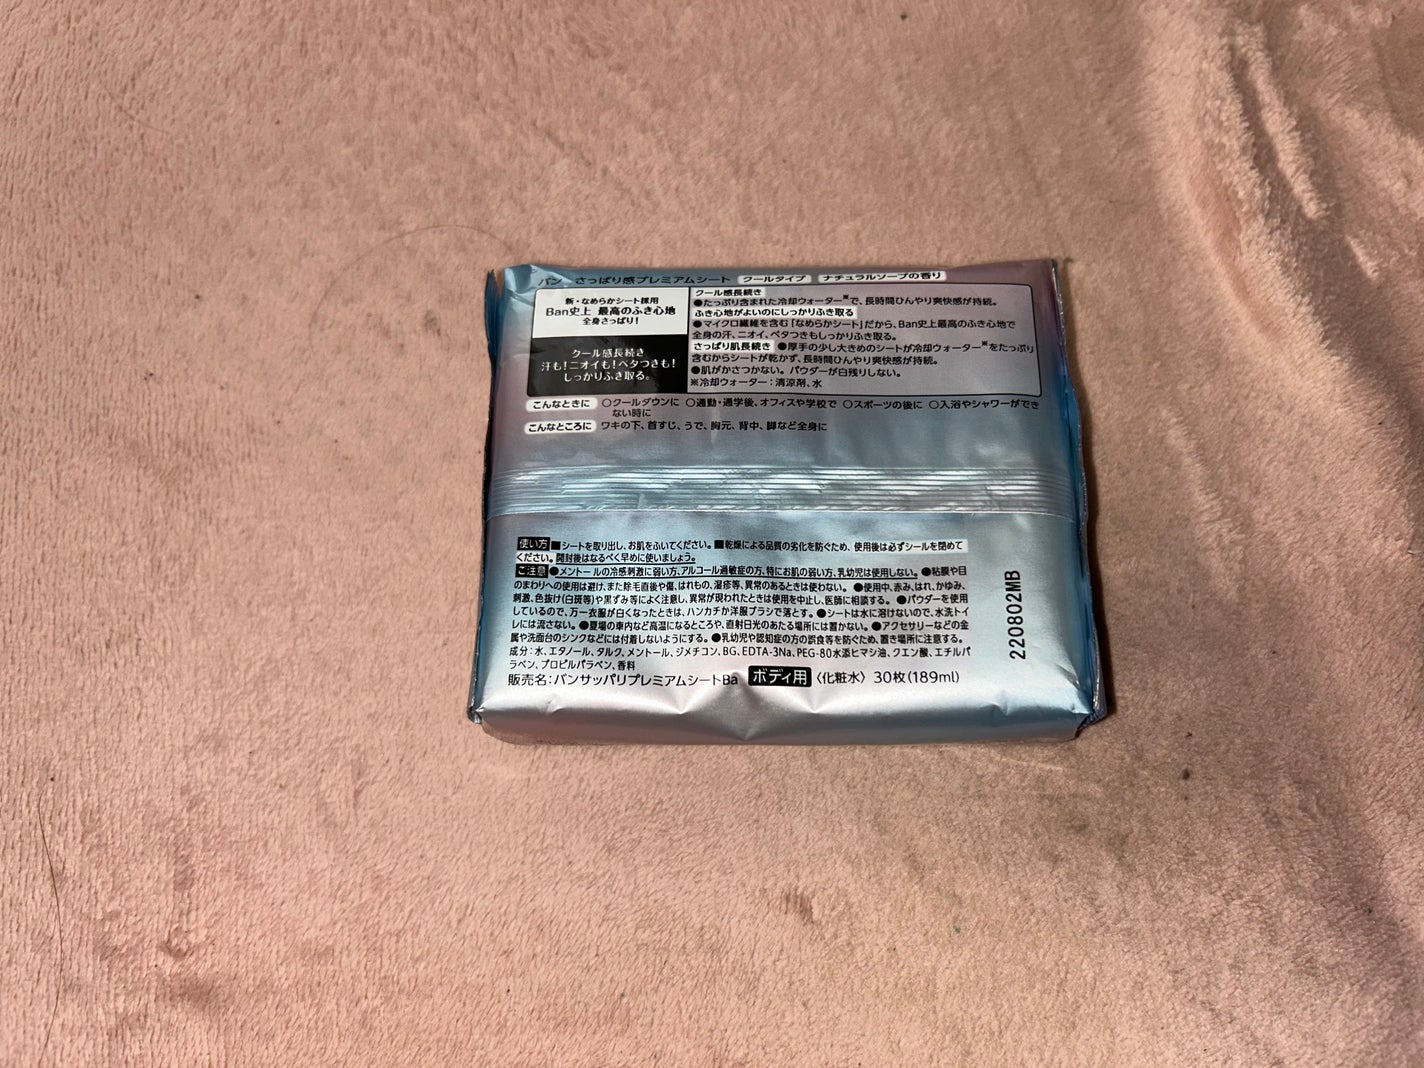 バン さっぱり感プレミアムシート クールタイプ ナチュラルソープの香り
新・なめらかシート採用
Ban史上 最高のふき心地
全身さっぱり!
クール感長続き
汗も!ニオイも!ベタつきも!
しっかりふき取る。
クール感長続き
●たっぷり含まれた冷却ウォーター※で、長時間ひんやり爽快感が持続。
ふき心地がよいのにしっかりふき取る
●マイクロ繊維を含む「なめらかシート」だから、Ban史上最高のふき心地で
全身の汗、ニオイ、ベタつきもしっかりふき取る。
さっぱり肌長続き ●厚手の少し大きめのシートが冷却ウォーター※をたっぷり
含むからシートが乾かず、長時間ひんやり爽快感が持続。
●肌がかさつかない。パウダーが白残りしない。
※冷却ウォーター:清涼剤、水
こんなときに ○クールダウンに ○通勤・通学後、オフィスや学校で ○スポーツの後に ○入浴やシャワーができ
ない時に
こんなところに ワキの下、首すじ、うで、胸元、背中、脚など全身に
使い方 ■シートを取り出し、お肌をふいてください。■乾燥による品質の劣化を防ぐため、使用後は必ずシールを閉めて
ください。開封後はなるべく早めに使いましょう。
ご注意 ●メントールの冷感刺激に弱い方、アルコール過敏症の方、特にお肌の弱い方、乳幼児は使用しない。●粘膜や目
のまわりへの使用は避け、また除毛直後や傷、はれもの、湿疹等、異常のあるときは使わない。●使用中、赤み、はれ、かゆみ、
刺激、色抜け(白斑等)や黒ずみ等によく注意し、異常が現われたときは使用を中止し、医師に相談する。●パウダーを使用
しているので、万一衣服が白くなったときは、ハンカチか洋服ブラシで落とす。●シートは水に溶けないので、水洗トイ
レには流さない。●夏場の車内など高温になるところや、直射日光のあたる場所には置かない。●アクセサリーなどの金
属や洗面台のシンクなどには付着しないようにする。●乳幼児や認知症の方の誤食等を防ぐため、置き場所に注意する。
成分:水、エタノール、タルク、メントール、ジメチコン、BG、EDTA-3Na、PEG-80水添ヒマシ油、クエン酸、エチルパ
ラベン、プロピルパラベン、香料
販売名:バンサッパリプレミアムシートBa ボディ用 〈化粧水〉 30枚(189ml)
220802MB